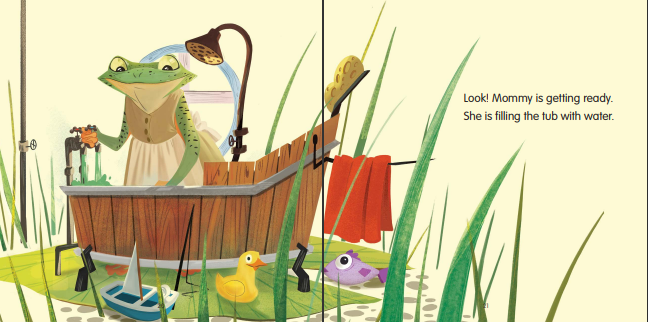 Look! Mommy is getting ready.
She is filling the tub with water.